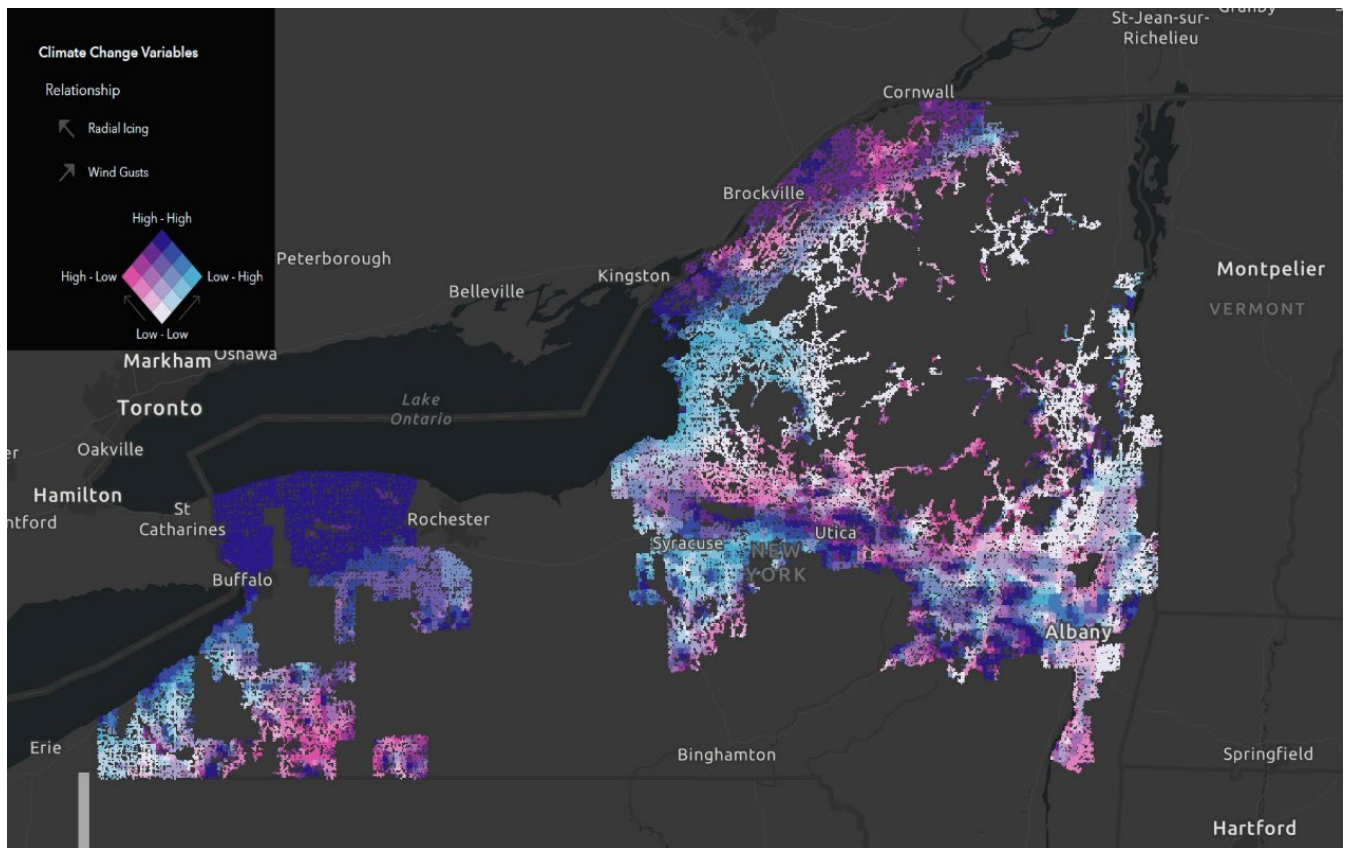 Climate Change Variables
Relationship
Radial Icing
Wind Gusts
High - High
High - Low
Low - High
Low - Low
St-Jean-sur-
Richelieu
Cornwall
Brockville
Peterborough
Kingston
Belleville
Montpelier
VERMONT
Markham
Oshawa
Toronto
Lake
Ontario
Oakville
Hamilton
St
Catharines
Rochester
ntford
Syracuse
Utica
NEW
YORK
Buffalo
Albany
Erie
Binghamton
Springfield
Hartford